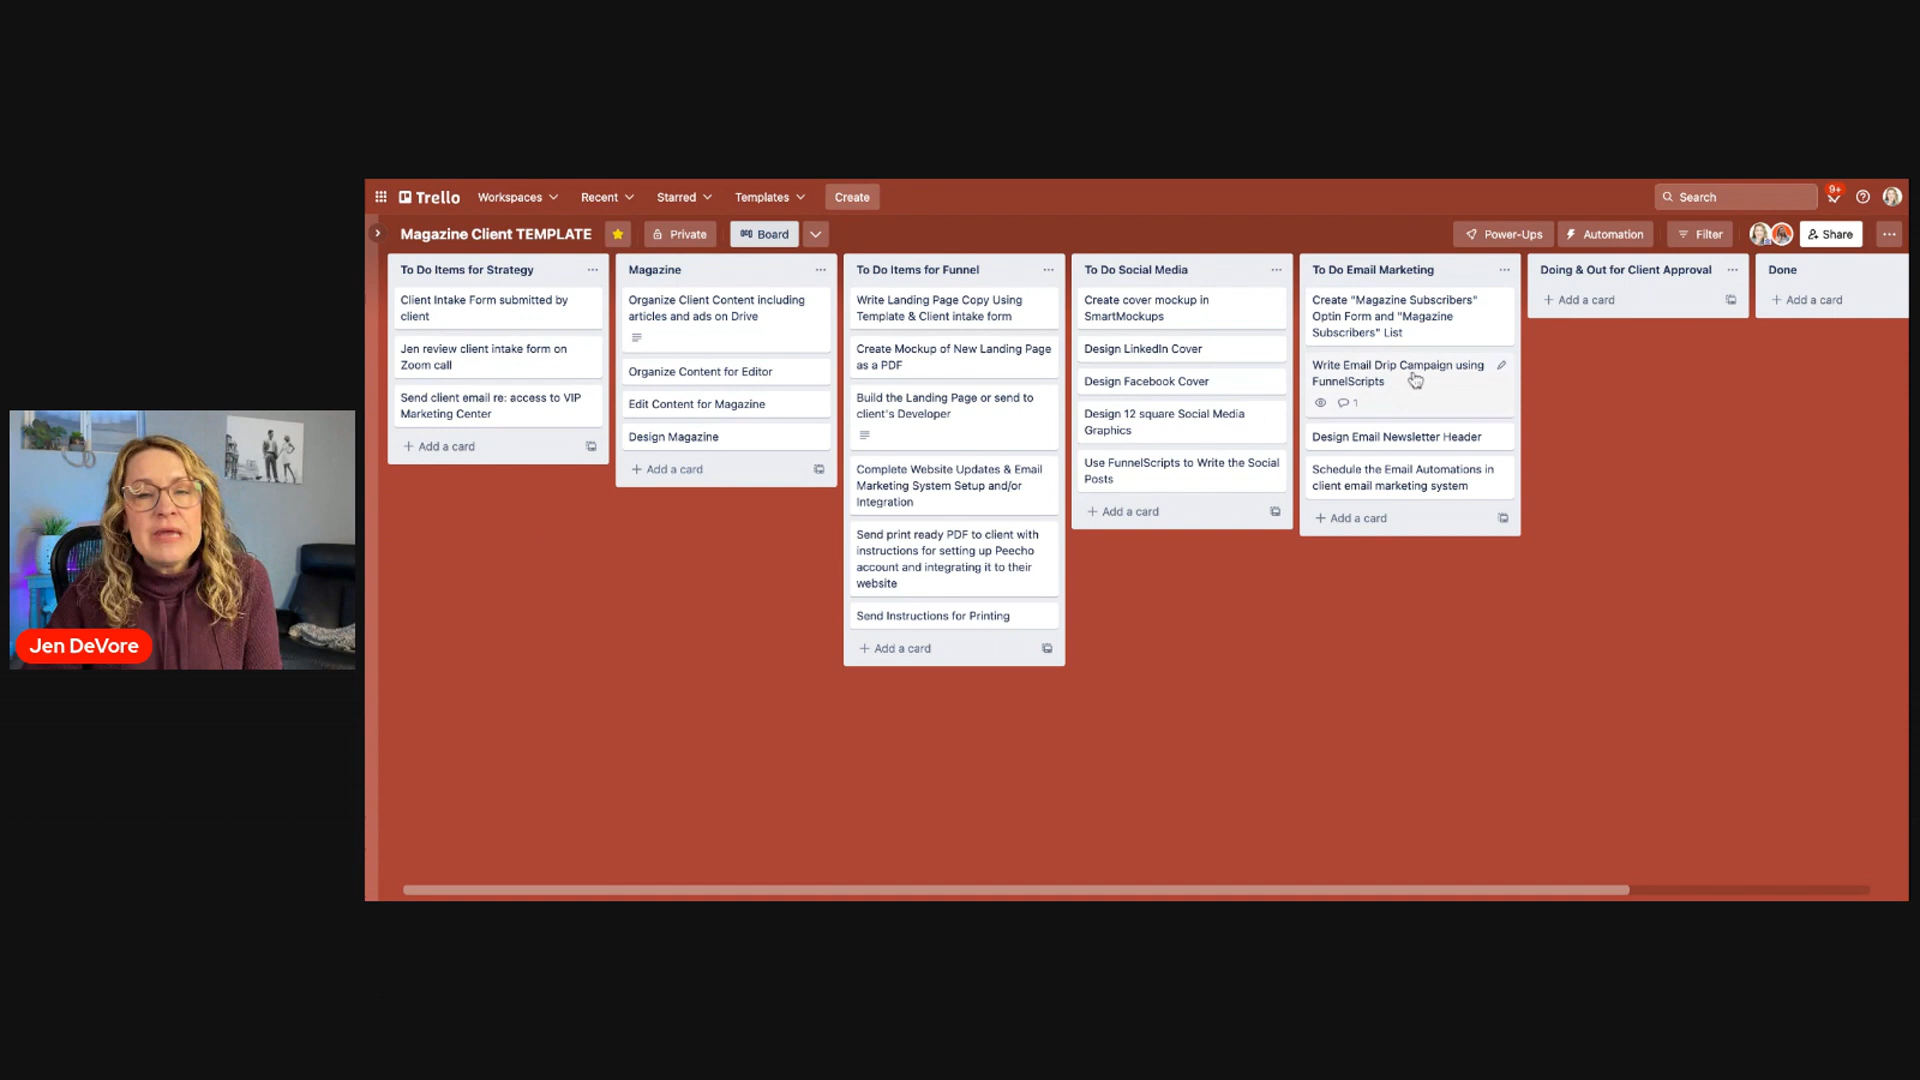 Trello
Workspaces
Recent
Starred
Templates
Create
Search
9+
Magazine Client TEMPLATE
Private
Board
Power-Ups
Automation
Filter
Share
To Do Items for Strategy
Client Intake Form submitted by
client
Jen review client intake form on
Zoom call
Send client email re: access to VIP
Marketing Center
+ Add a card
Magazine
Organize Client Content including
articles and ads on Drive
Organize Content for Editor
Edit Content for Magazine
Design Magazine
+ Add a card
To Do Items for Funnel
Write Landing Page Copy Using
Template & Client intake form
Create Mockup of New Landing Page
as a PDF
Build the Landing Page or send to
client's Developer
Complete Website Updates & Email
Marketing System Setup and/or
Integration
Send print ready PDF to client with
instructions for setting up Peecho
account and integrating it to their
website
Send Instructions for Printing
+ Add a card
To Do Social Media
Create cover mockup in
SmartMockups
Design LinkedIn Cover
Design Facebook Cover
Design 12 square Social Media
Graphics
Use FunnelScripts to Write the Social
Posts
+ Add a card
To Do Email Marketing
Create "Magazine Subscribers"
Optin Form and "Magazine
Subscribers" List
Write Email Drip Campaign using
FunnelScripts
1
Design Email Newsletter Header
Schedule the Email Automations in
client email marketing system
+ Add a card
Doing & Out for Client Approval
+ Add a card
Done
+ Add a card
Jen DeVore